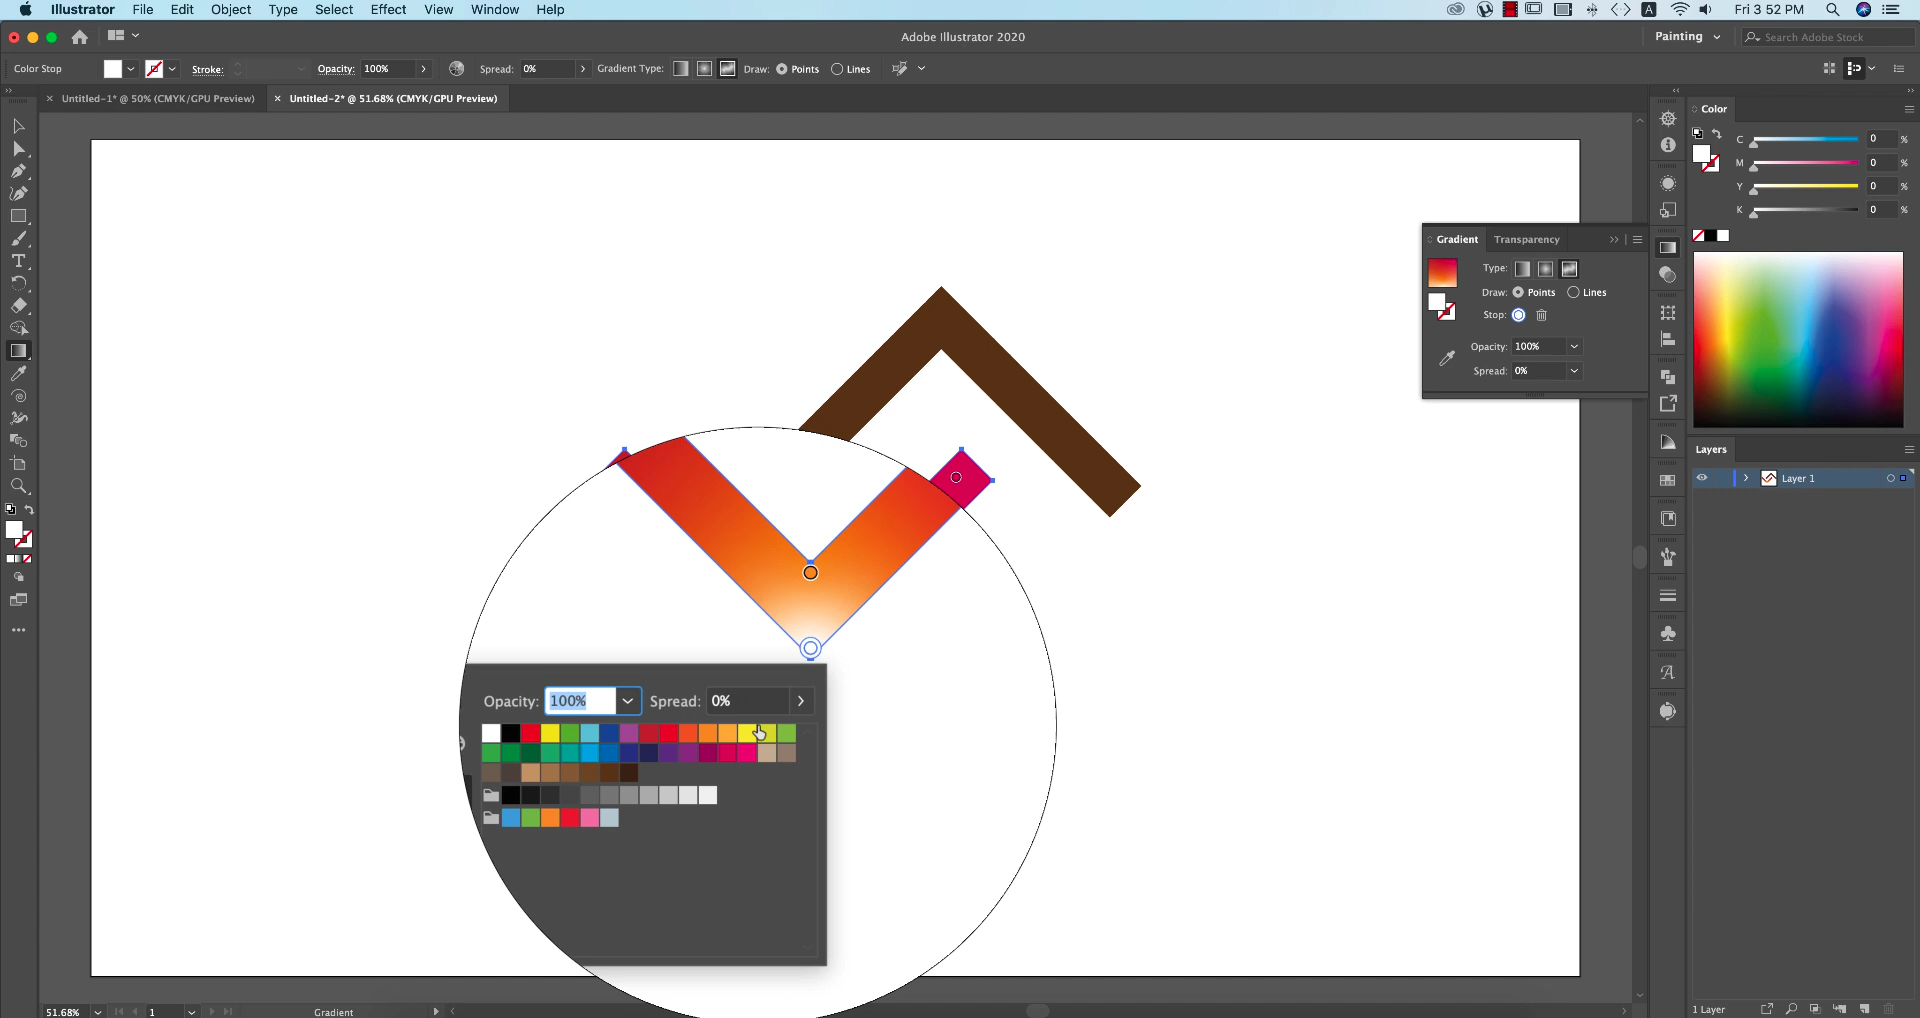 Illustrator File Edit Object Type Select Effect View Window Help A Fri 3 52 PM
Adobe Illustrator 2020 Painting Search Adobe Stock
Color Stop Stroke: Opacity: 100% Spread: 0% Gradient Type: Draw: Points Lines
Untitled-1* @ 50% (CMYK/GPU Preview) Untitled-2* @ 51.68% (CMYK/GPU Preview)
Color
C 0 %
M 0 %
Y 0 %
K 0 %
Gradient Transparency
Type:
Draw: Points Lines
Stop:
Opacity: 100%
Spread: 0%
Layers
Layer 1
Opacity: 100% Spread: 0%
51.68% 1 Gradient 1 Layer